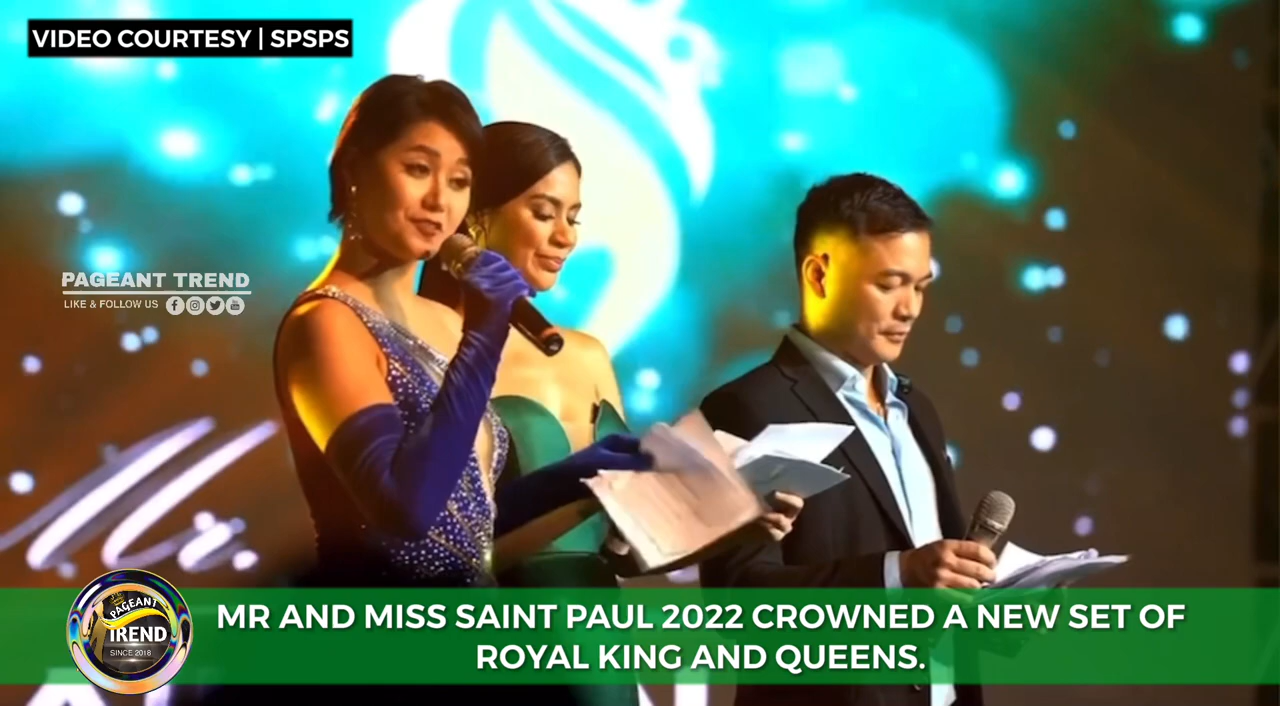 VIDEO COURTESY | SPSPS
PAGEANT TREND
LIKE & FOLLOW US
Mr.
PAGEANT
TREND
SINCE 2018
MR AND MISS SAINT PAUL 2022 CROWNED A NEW SET OF
ROYAL KING AND QUEENS.